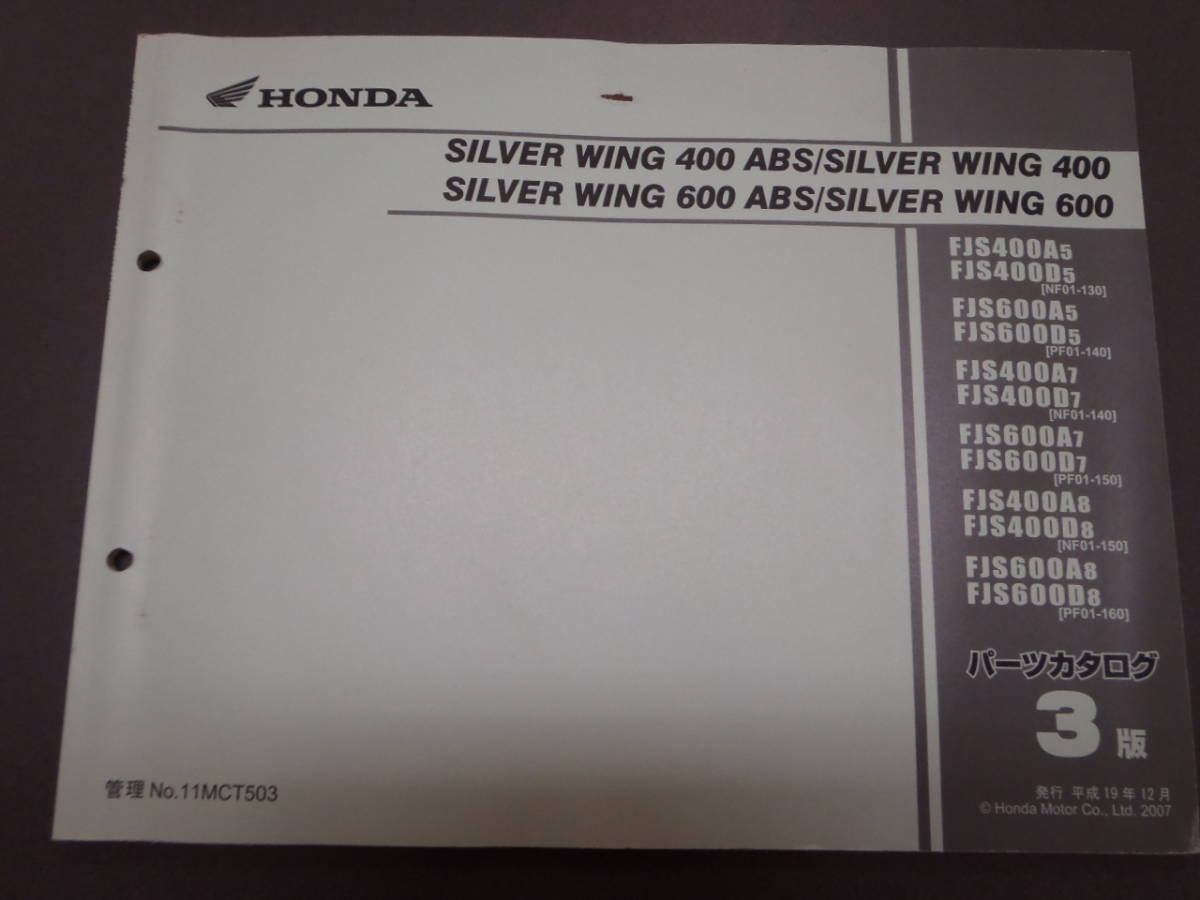 HONDA
SILVER WING 400 ABS/SILVER WING 400
SILVER WING 600 ABS/SILVER WING 600
FJS400A5
FJS400D5
[NF01-130]
FJS600A5
FJS600D5
[PF01-140]
FJS400A7
FJS400D7
[NF01-140]
FJS600A7
FJS600D7
[PF01-150]
FJS400A8
FJS400D8
[NF01-150]
FJS600A8
FJS600D8
[PF01-160]
パーツカタログ
3版
管理 No.11MCT503
発行 平成19年12月
© Honda Motor Co., Ltd. 2007